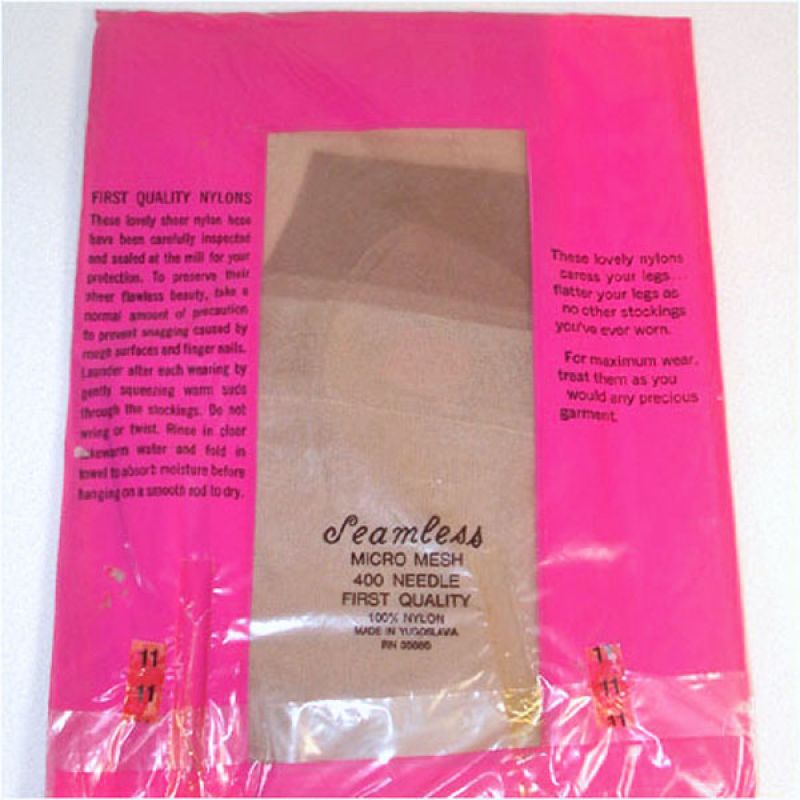 FIRST QUALITY NYLONS
These lovely sheer nylon hose
have been carefully inspected
and sealed at the mill for your
protection. To preserve their
sheer flawless beauty, take a
normal amount of precaution
to prevent snagging caused by
rough surfaces and finger nails.
Launder after each wearing by
gently squeezing warm suds
through the stockings. Do not
wring or twist. Rinse in clear
lukewarm water and fold in
towel to absorb moisture before
hanging on a smooth rod to dry.
Seamless
MICRO MESH
400 NEEDLE
FIRST QUALITY
100% NYLON
MADE IN YUGOSLAVIA
RN
These lovely nylons
caress your legs...
flatter your legs as
no other stockings
you've ever worn.
For maximum wear,
treat them as you
would any precious
garment.
11
11
11
11